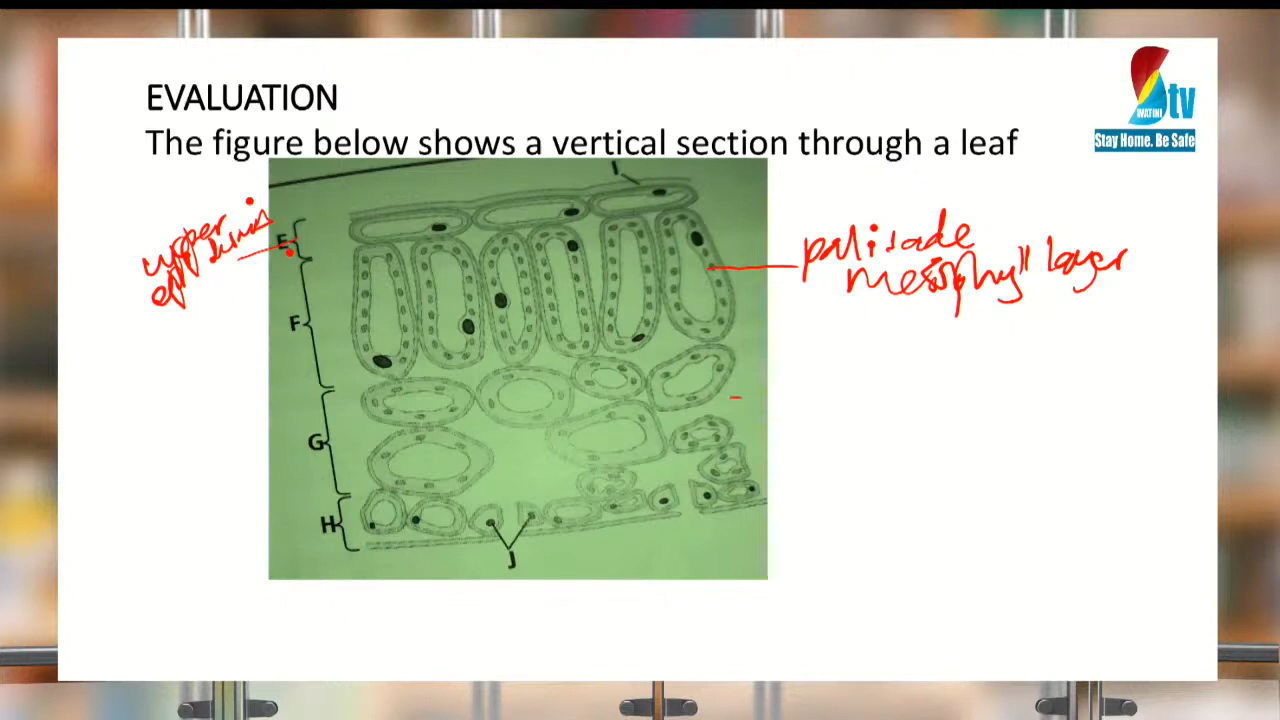 EVALUATION
The figure below shows a vertical section through a leaf
tv
WATINI
Stay Home. Be Safe
I
upper
epidermis
E
palisade
mesophyll layer
F
G
H
J